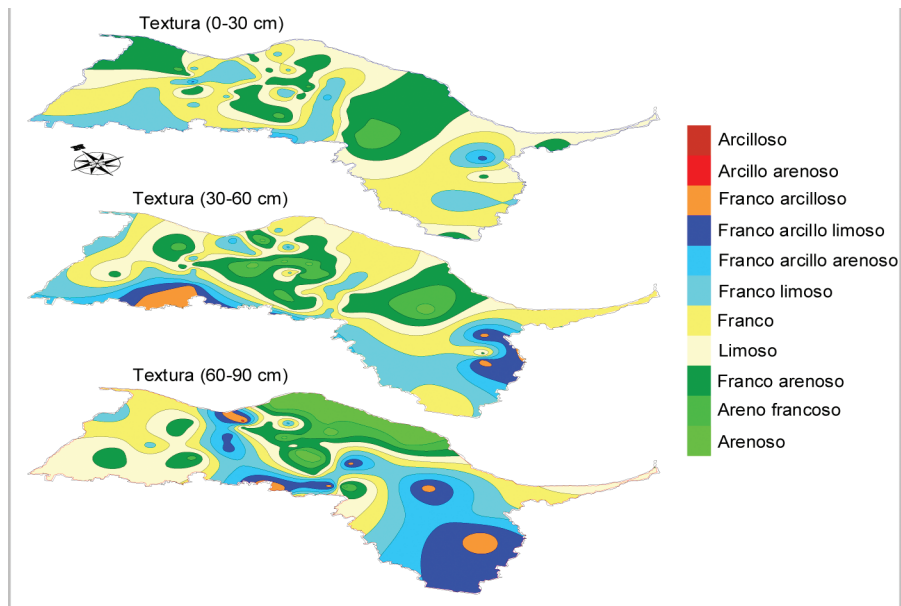 Textura (0-30 cm)
Textura (30-60 cm)
Textura (60-90 cm)
Arcilloso
Arcillo arenoso
Franco arcilloso
Franco arcillo limoso
Franco arcillo arenoso
Franco limoso
Franco
Limoso
Franco arenoso
Areno francoso
Arenoso